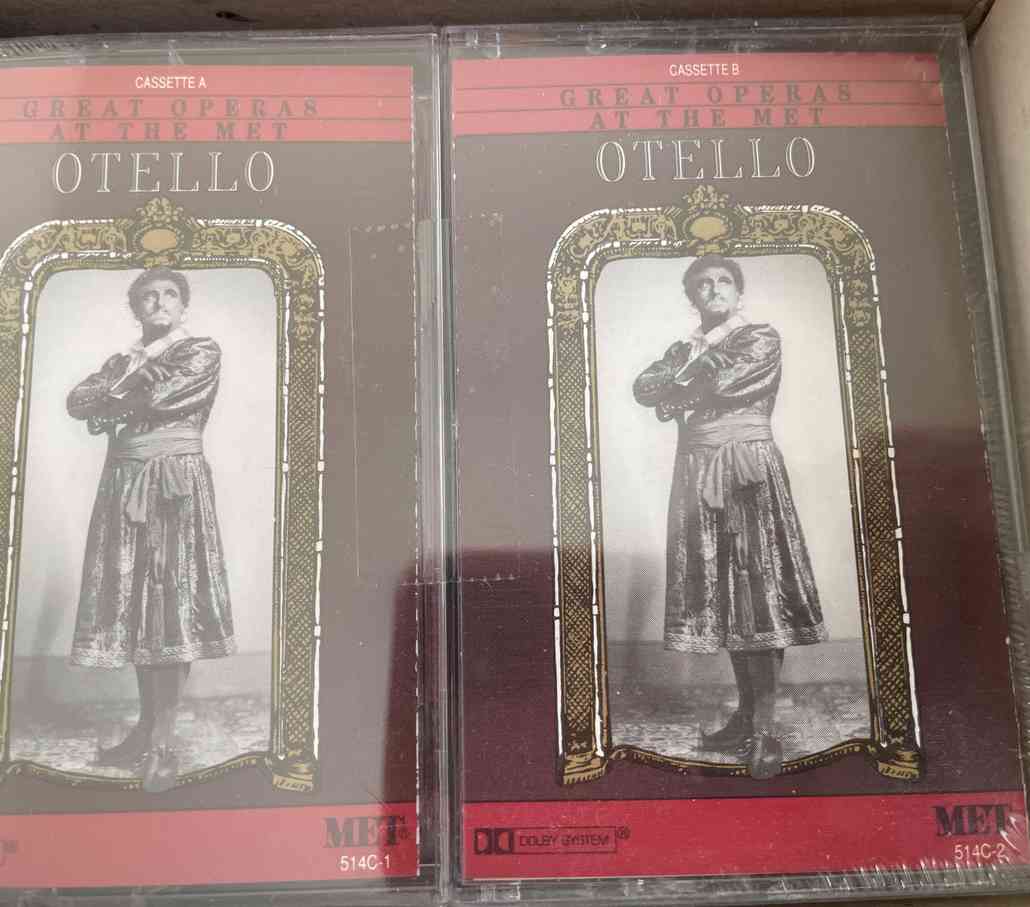 CASSETTE A
GREAT OPERAS
AT THE MET
OTELLO
MET®
514C-1
CASSETTE B
GREAT OPERAS
AT THE MET
OTELLO
DOLBY SYSTEM®
MET
514C-2